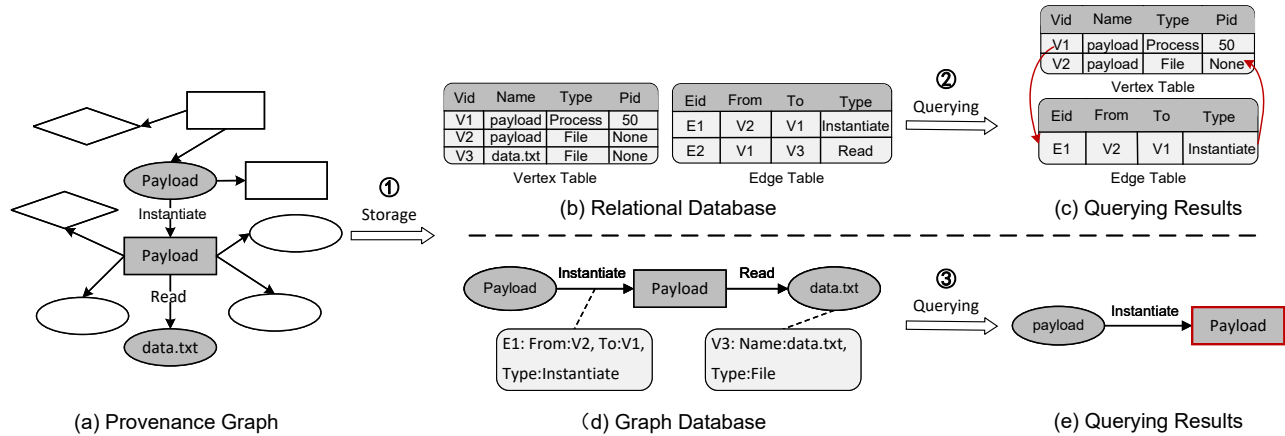 Payload
Instantiate
Payload
Read
data.txt
(a) Provenance Graph
①
Storage
Vid Name Type Pid
V1 payload Process 50
V2 payload File None
V3 data.txt File None
Vertex Table
Eid From To Type
E1 V2 V1 Instantiate
E2 V1 V3 Read
Edge Table
(b) Relational Database
②
Querying
Vid Name Type Pid
V1 payload Process 50
V2 payload File None
Vertex Table
Eid From To Type
E1 V2 V1 Instantiate
Edge Table
(c) Querying Results
Payload
Instantiate
Payload
Read
data.txt
E1: From:V2, To:V1,
Type:Instantiate
V3: Name:data.txt,
Type:File
(d) Graph Database
③
Querying
payload
Instantiate
Payload
(e) Querying Results